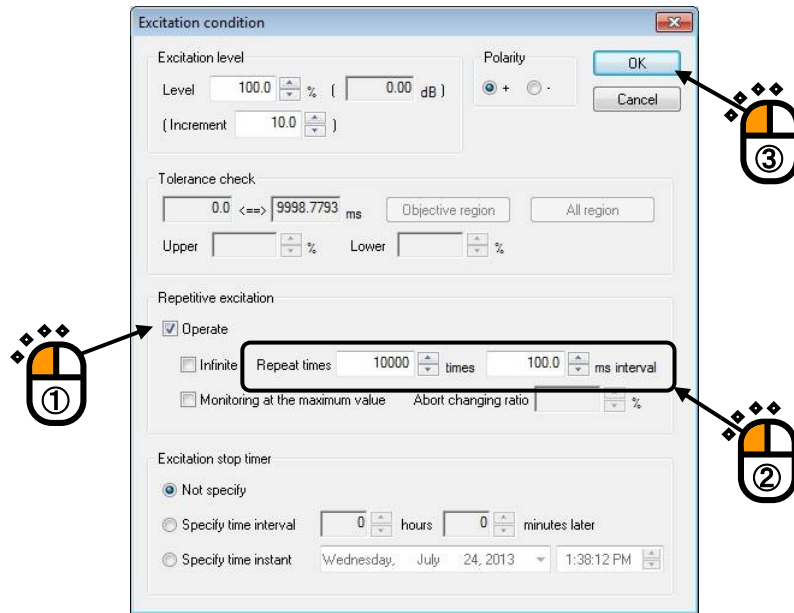 Excitation condition
Excitation level
Level 100.0 % ( 0.00 dB )
( Increment 10.0 )
Polarity
+ -
OK
Cancel
③
Tolerance check
0.0 <==> 9998.7793 ms Objective region All region
Upper % Lower %
Repetitive excitation
Operate
Infinite Repeat times 10000 times 100.0 ms interval
Monitoring at the maximum value Abort changing ratio %
①
②
Excitation stop timer
Not specify
Specify time interval 0 hours 0 minutes later
Specify time instant Wednesday, July 24, 2013 1:38:12 PM